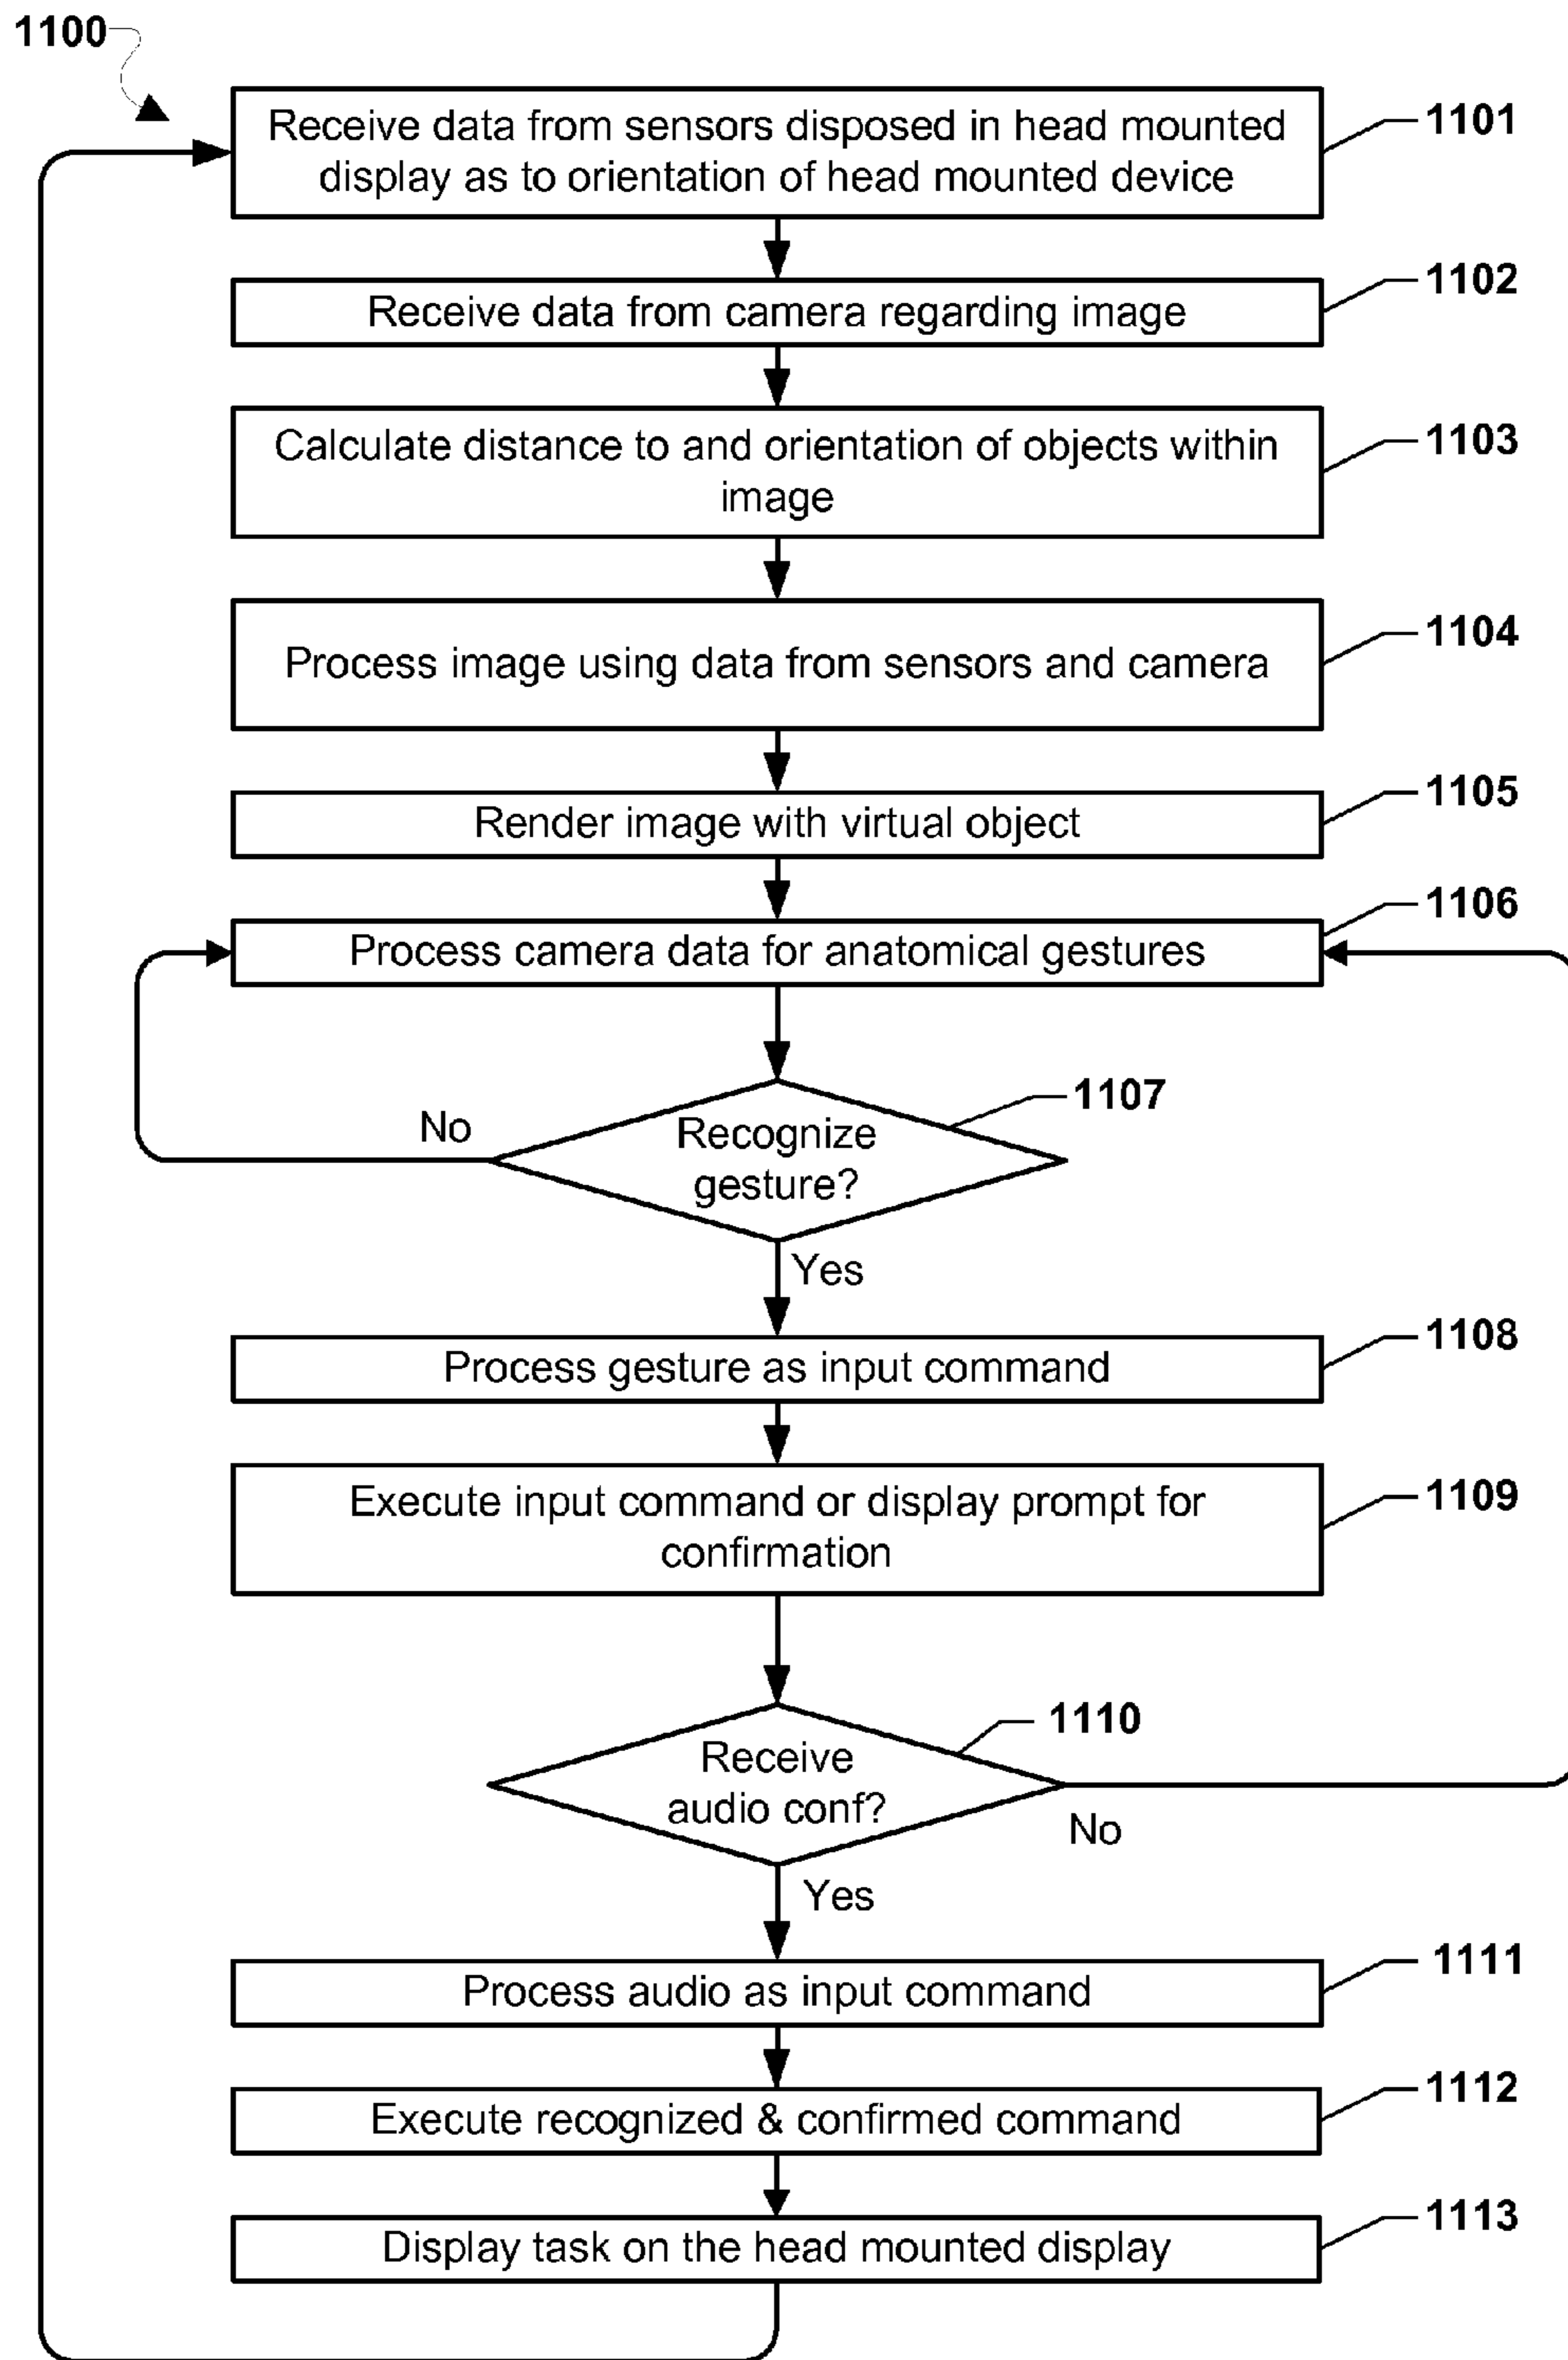 1100
Receive data from sensors disposed in head mounted
display as to orientation of head mounted device
1101
Receive data from camera regarding image
1102
Calculate distance to and orientation of objects within
image
1103
Process image using data from sensors and camera
1104
Render image with virtual object
1105
Process camera data for anatomical gestures
1106
Recognize
gesture?
1107
No
Yes
Process gesture as input command
1108
Execute input command or display prompt for
confirmation
1109
Receive
audio conf?
1110
No
Yes
Process audio as input command
1111
Execute recognized & confirmed command
1112
Display task on the head mounted display
1113